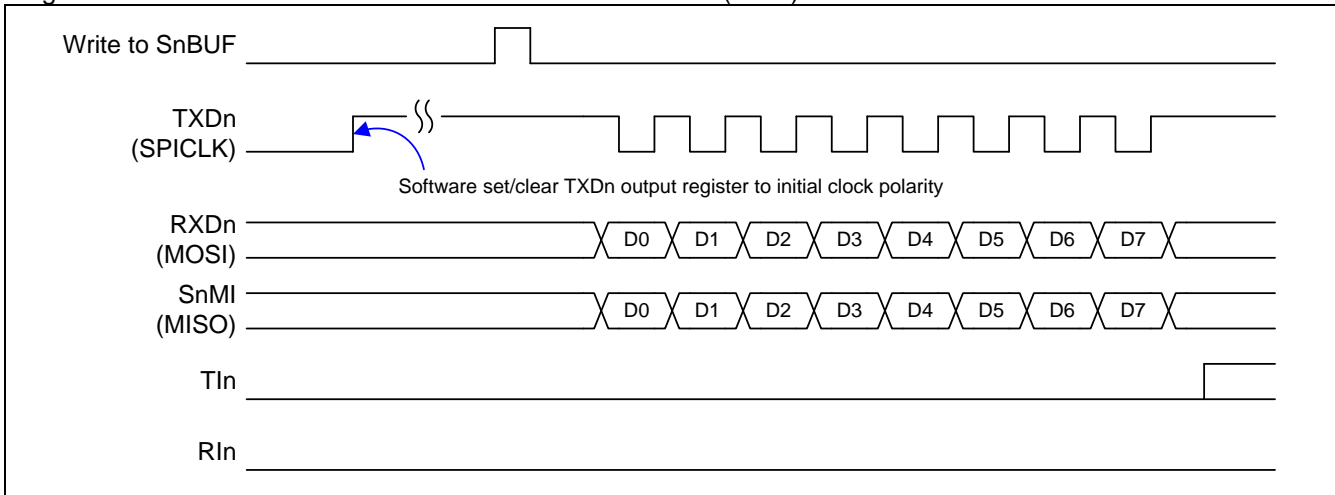 Write to SnBUF
TXDn
(SPICLK)
Software set/clear TXDn output register to initial clock polarity
RXDn
(MOSI)
D0 D1 D2 D3 D4 D5 D6 D7
SnMI
(MISO)
D0 D1 D2 D3 D4 D5 D6 D7
TIn
RIn